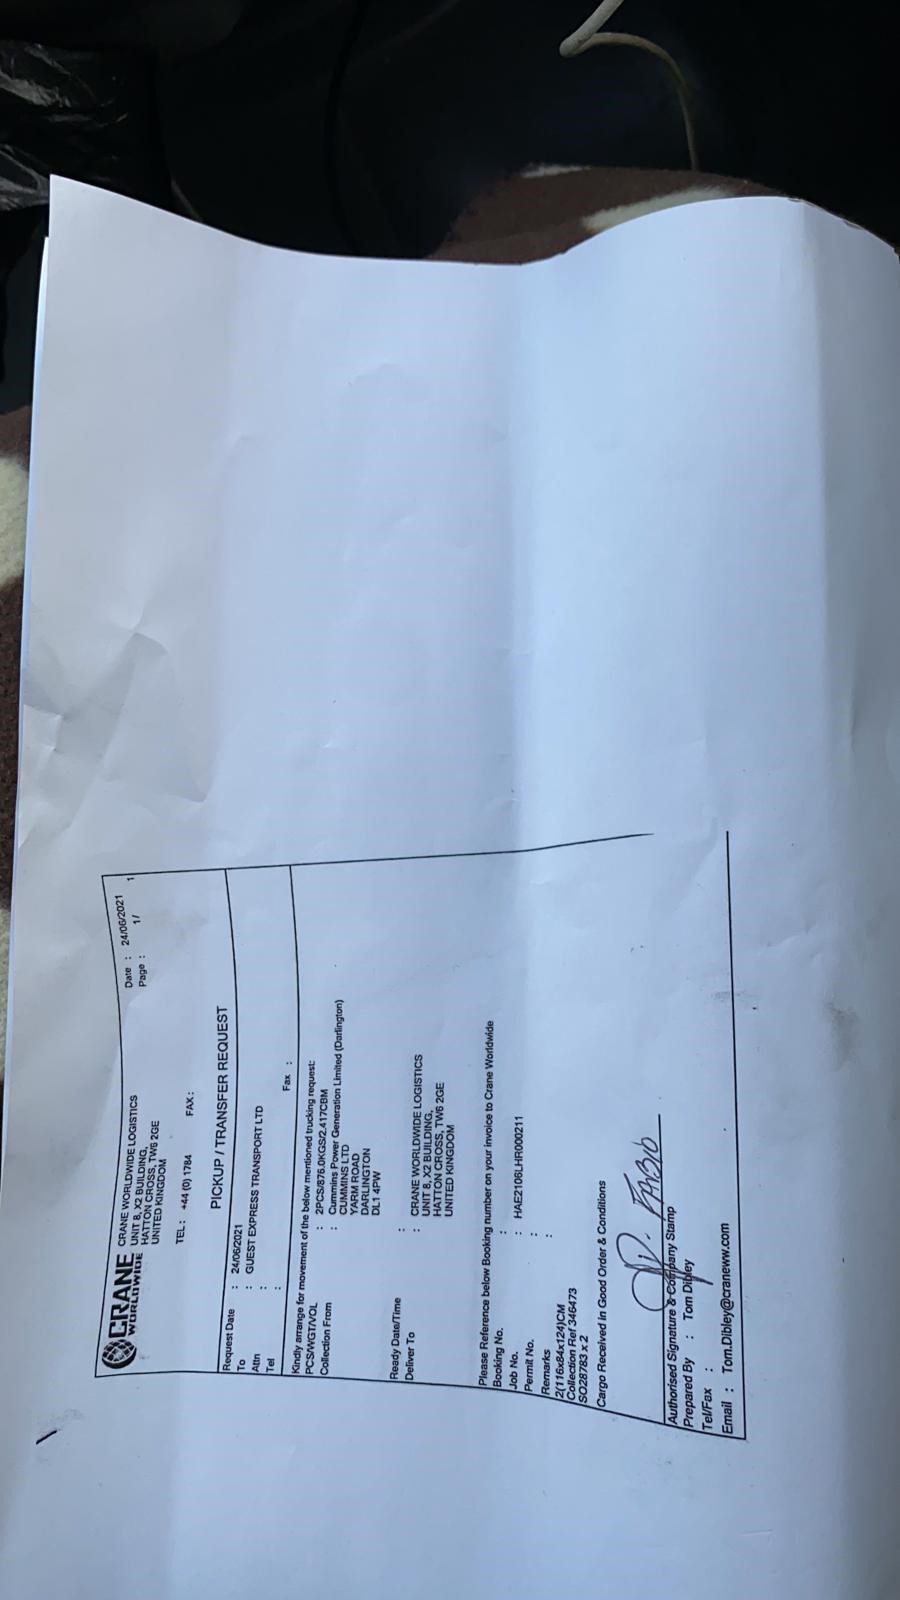 CRANE
WORLDWIDE
CRANE WORLDWIDE LOGISTICS
UNIT 8, X2 BUILDING,
HATTON CROSS, TW6 2GE
UNITED KINGDOM
Date : 24/06/2021
Page : 1/ 1
TEL : +44 (0) 1784 FAX :
PICKUP / TRANSFER REQUEST
Request Date : 24/06/2021
To : GUEST EXPRESS TRANSPORT LTD
Attn :
Tel : Fax :
Kindly arrange for movement of the below mentioned trucking request:
PCS/WGT/VOL : 2PCS/876.0KGS/2.417CBM
Collection From : Cummins Power Generation Limited (Darlington)
CUMMINS LTD
YARM ROAD
DARLINGTON
DL1 4PW
Ready Date/Time :
Deliver To : CRANE WORLDWIDE LOGISTICS
UNIT 8, X2 BUILDING,
HATTON CROSS, TW6 2GE
UNITED KINGDOM
Please Reference below Booking number on your invoice to Crane Worldwide
Booking No. :
Job No. : HAE2106LHR000211
Permit No. :
Remarks :
2(116x84x124)CM
Collection Ref 346473
SO28783 x 2
Cargo Received in Good Order & Conditions
FABIO
Authorised Signature & Company Stamp
Prepared By : Tom Dibley
Tel/Fax :
Email : Tom.Dibley@craneww.com